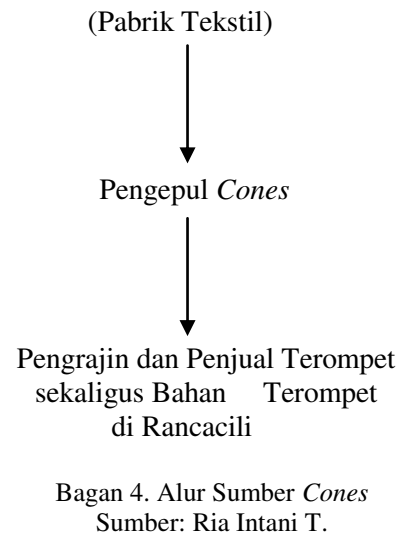 (Pabrik Tekstil)
Pengepul Cones
Pengrajin dan Penjual Terompet
sekaligus Bahan Terompet
di Rancacili
Bagan 4. Alur Sumber Cones
Sumber: Ria Intani T.